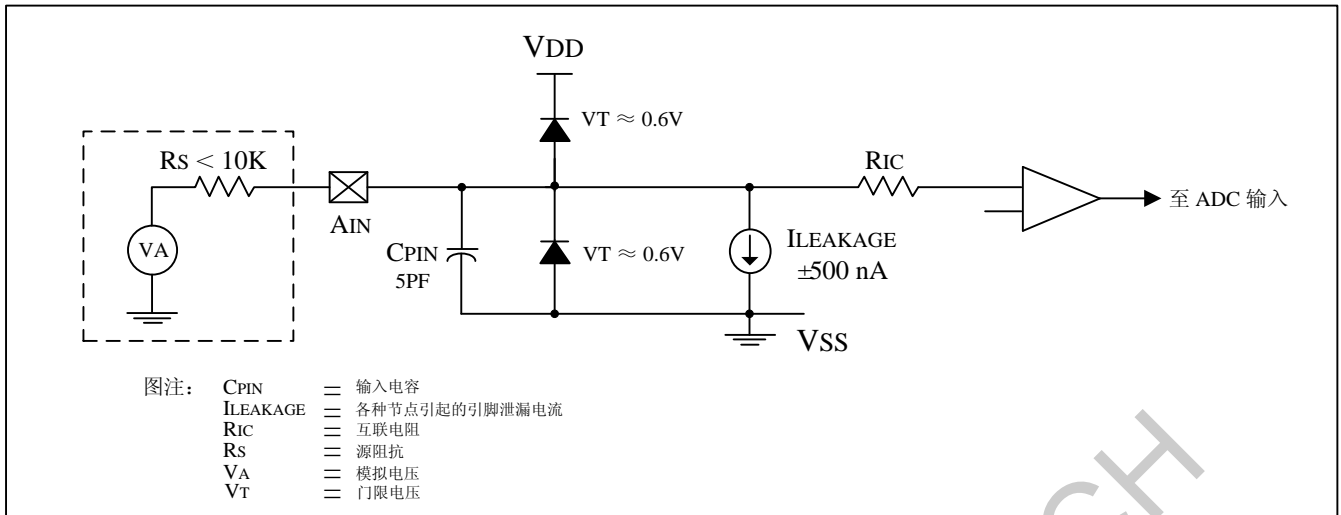 VDD
VT ≈ 0.6V
RS < 10K
RIC
AIN
至 ADC 输入
VA
CPIN
5PF
VT ≈ 0.6V
ILEAKAGE
±500 nA
VSS
图注： CPIN = 输入电容
ILEAKAGE = 各种节点引起的引脚泄漏电流
RIC = 互联电阻
RS = 源阻抗
VA = 模拟电压
VT = 门限电压
CH